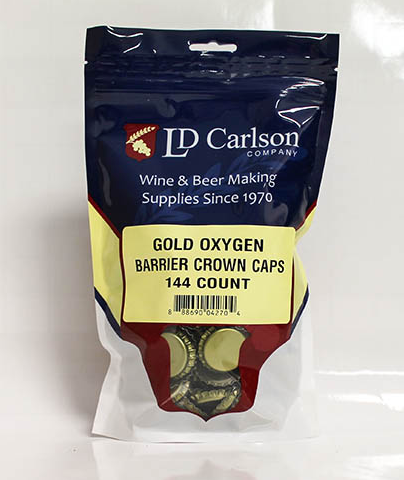 LD Carlson
COMPANY
Wine & Beer Making
Supplies Since 1970
GOLD OXYGEN
BARRIER CROWN CAPS
144 COUNT
8 88690 04270 4